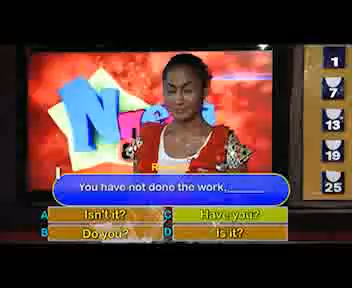 You have not done the work,______
A Isn't it?
C Have you?
B Do you?
D Is it?
1
7
13
19
25